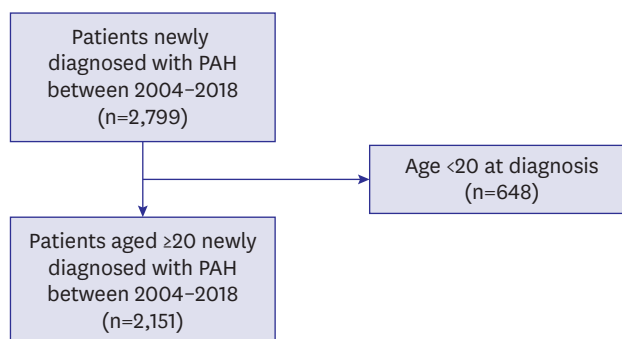 Patients newly
diagnosed with PAH
between 2004–2018
(n=2,799)
Age <20 at diagnosis
(n=648)
Patients aged ≥20 newly
diagnosed with PAH
between 2004–2018
(n=2,151)